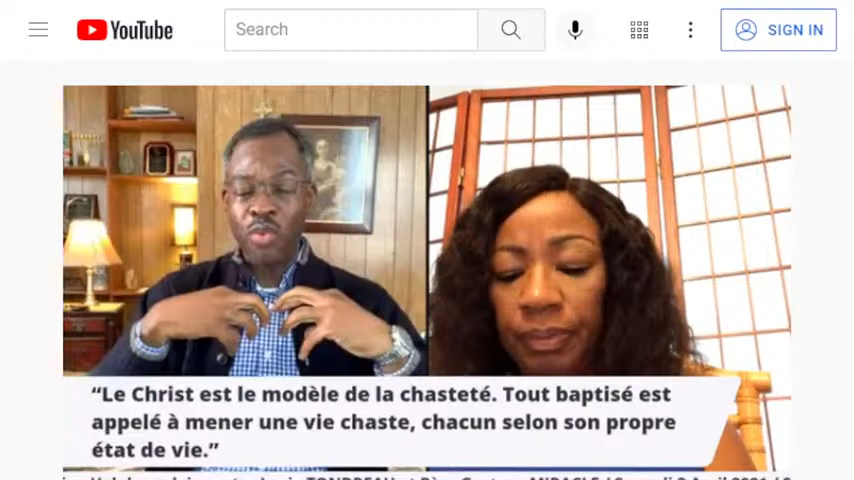 YouTube
Search
SIGN IN
“Le Christ est le modèle de la chasteté. Tout baptisé est
appelé à mener une vie chaste, chacun selon son propre
état de vie.”